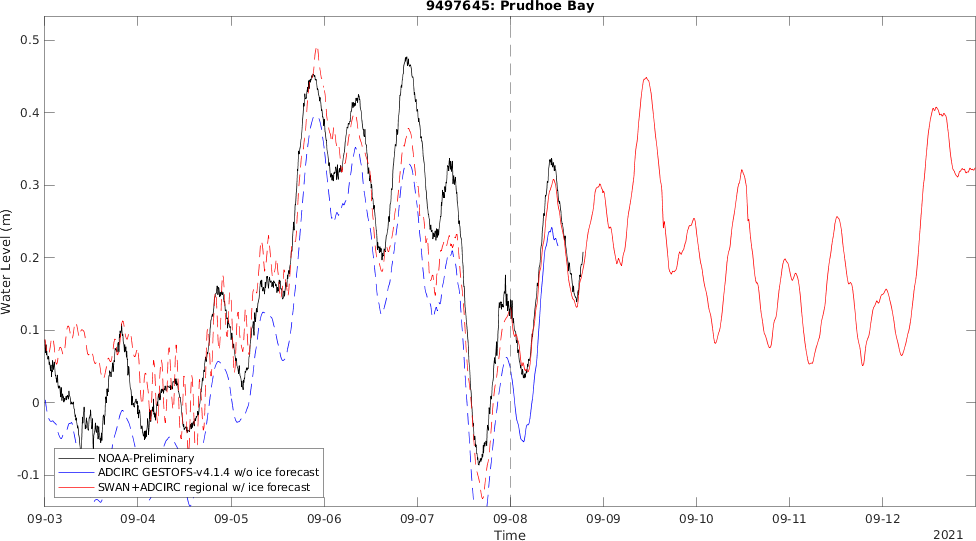 9497645: Prudhoe Bay
0.5
0.4
0.3
0.2
0.1
0
-0.1
Water Level (m)
NOAA-Preliminary
ADCIRC GESTOFS-v4.1.4 w/o ice forecast
SWAN+ADCIRC regional w/ ice forecast
09-03 09-04 09-05 09-06 09-07 09-08 09-09 09-10 09-11 09-12
Time
2021